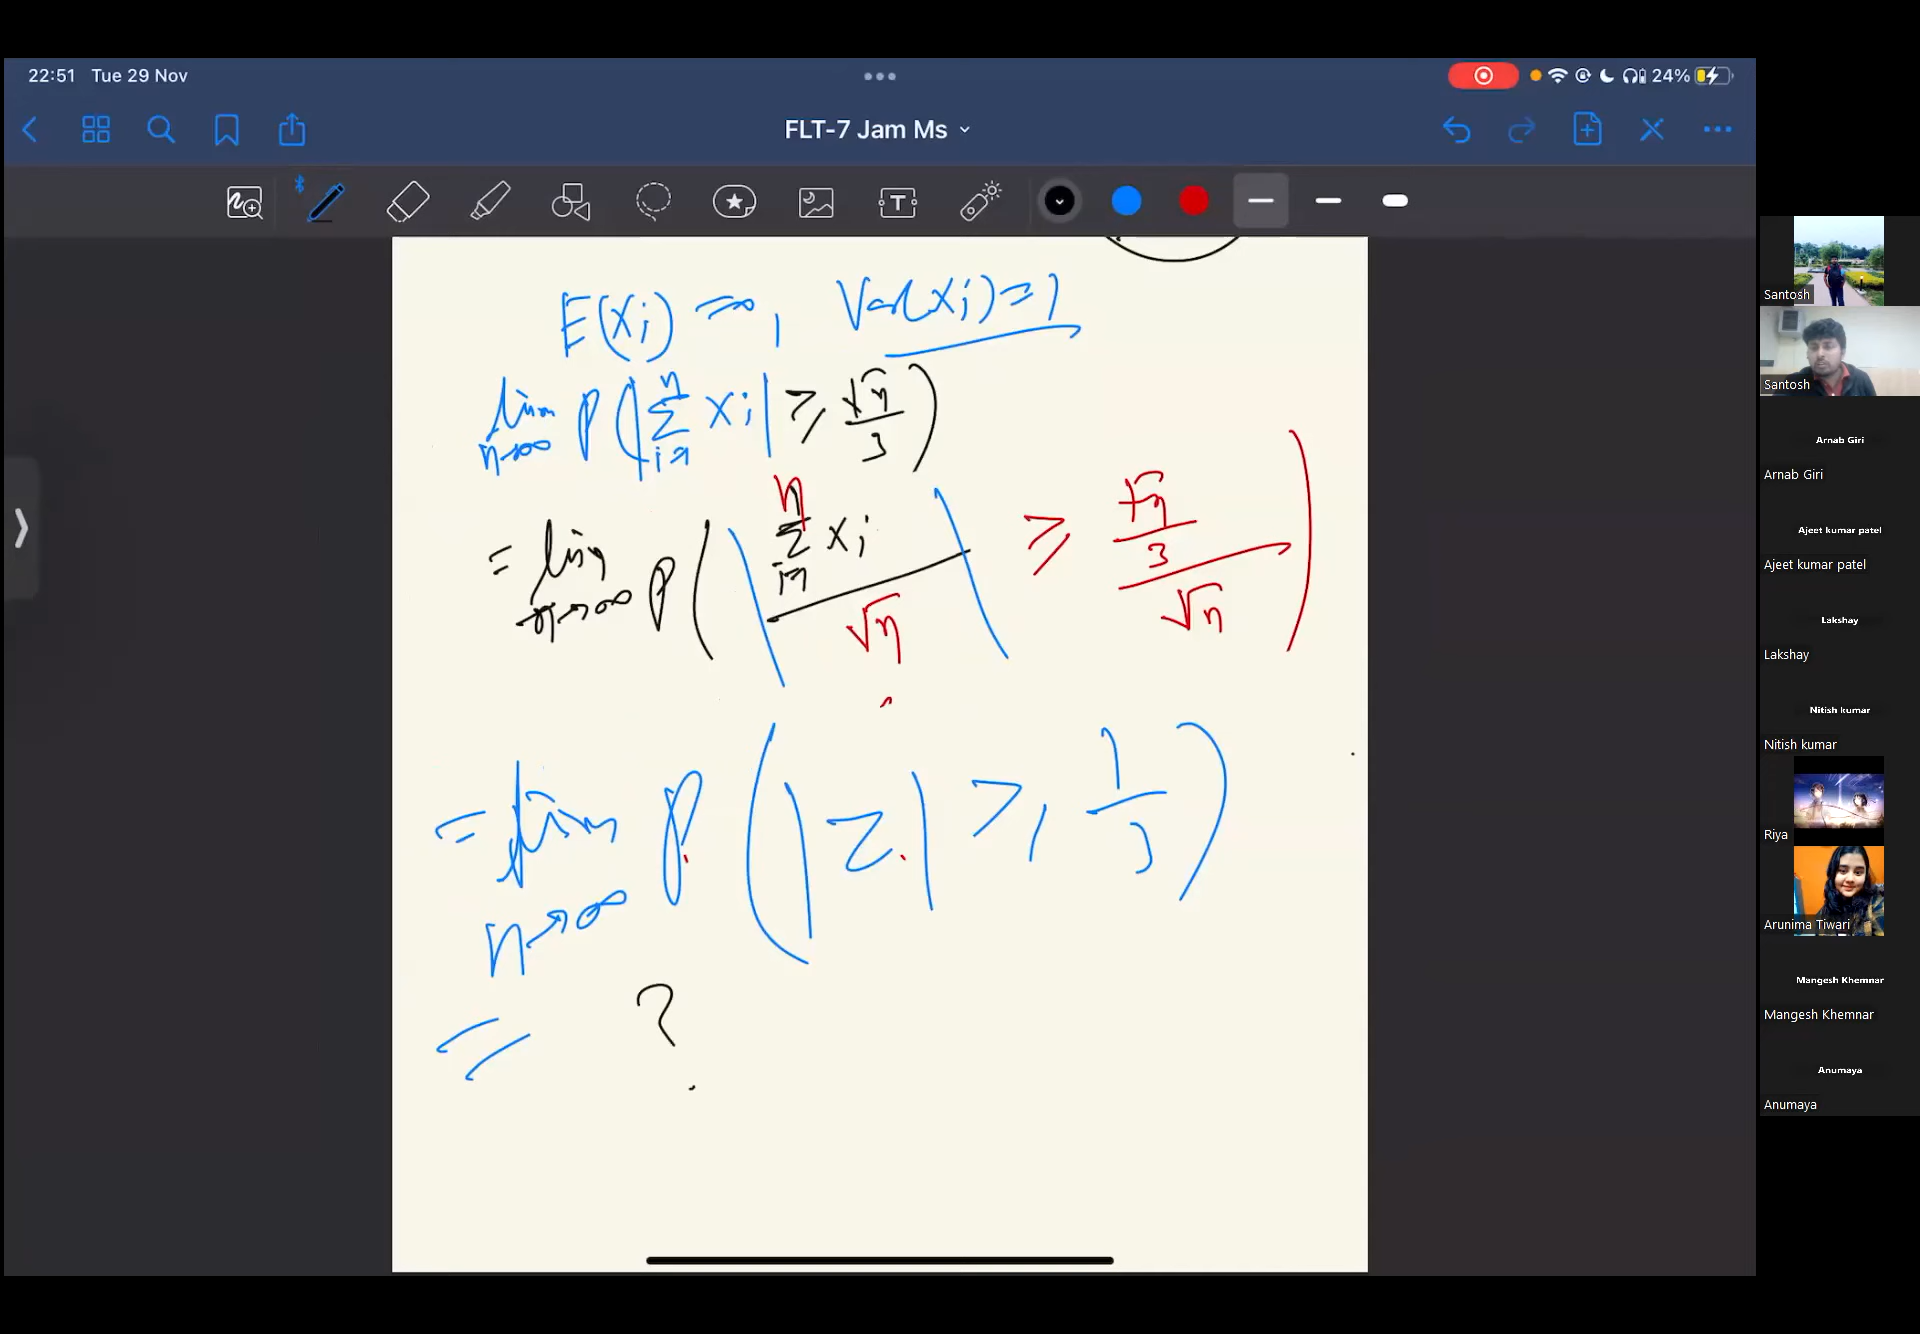 22:51 Tue 29 Nov
24%
FLT-7 Jam Ms
T
E(Xi) = 0, Var(Xi) = 1
lim n→∞ P(|∑ i=1 n Xi| ≥ √n/3)
= lim n→∞ P(|∑ i=1 n Xi / √n| ≥ √n/3 / √n)
= lim n→∞ P(|Z| ≥ 1/3)
= ?
Santosh
Santosh
Arnab Giri
Arnab Giri
Ajeet kumar patel
Ajeet kumar patel
Lakshay
Lakshay
Nitish kumar
Nitish kumar
Riya
Arunima Tiwari
Mangesh Khemnar
Mangesh Khemnar
Anumaya
Anumaya